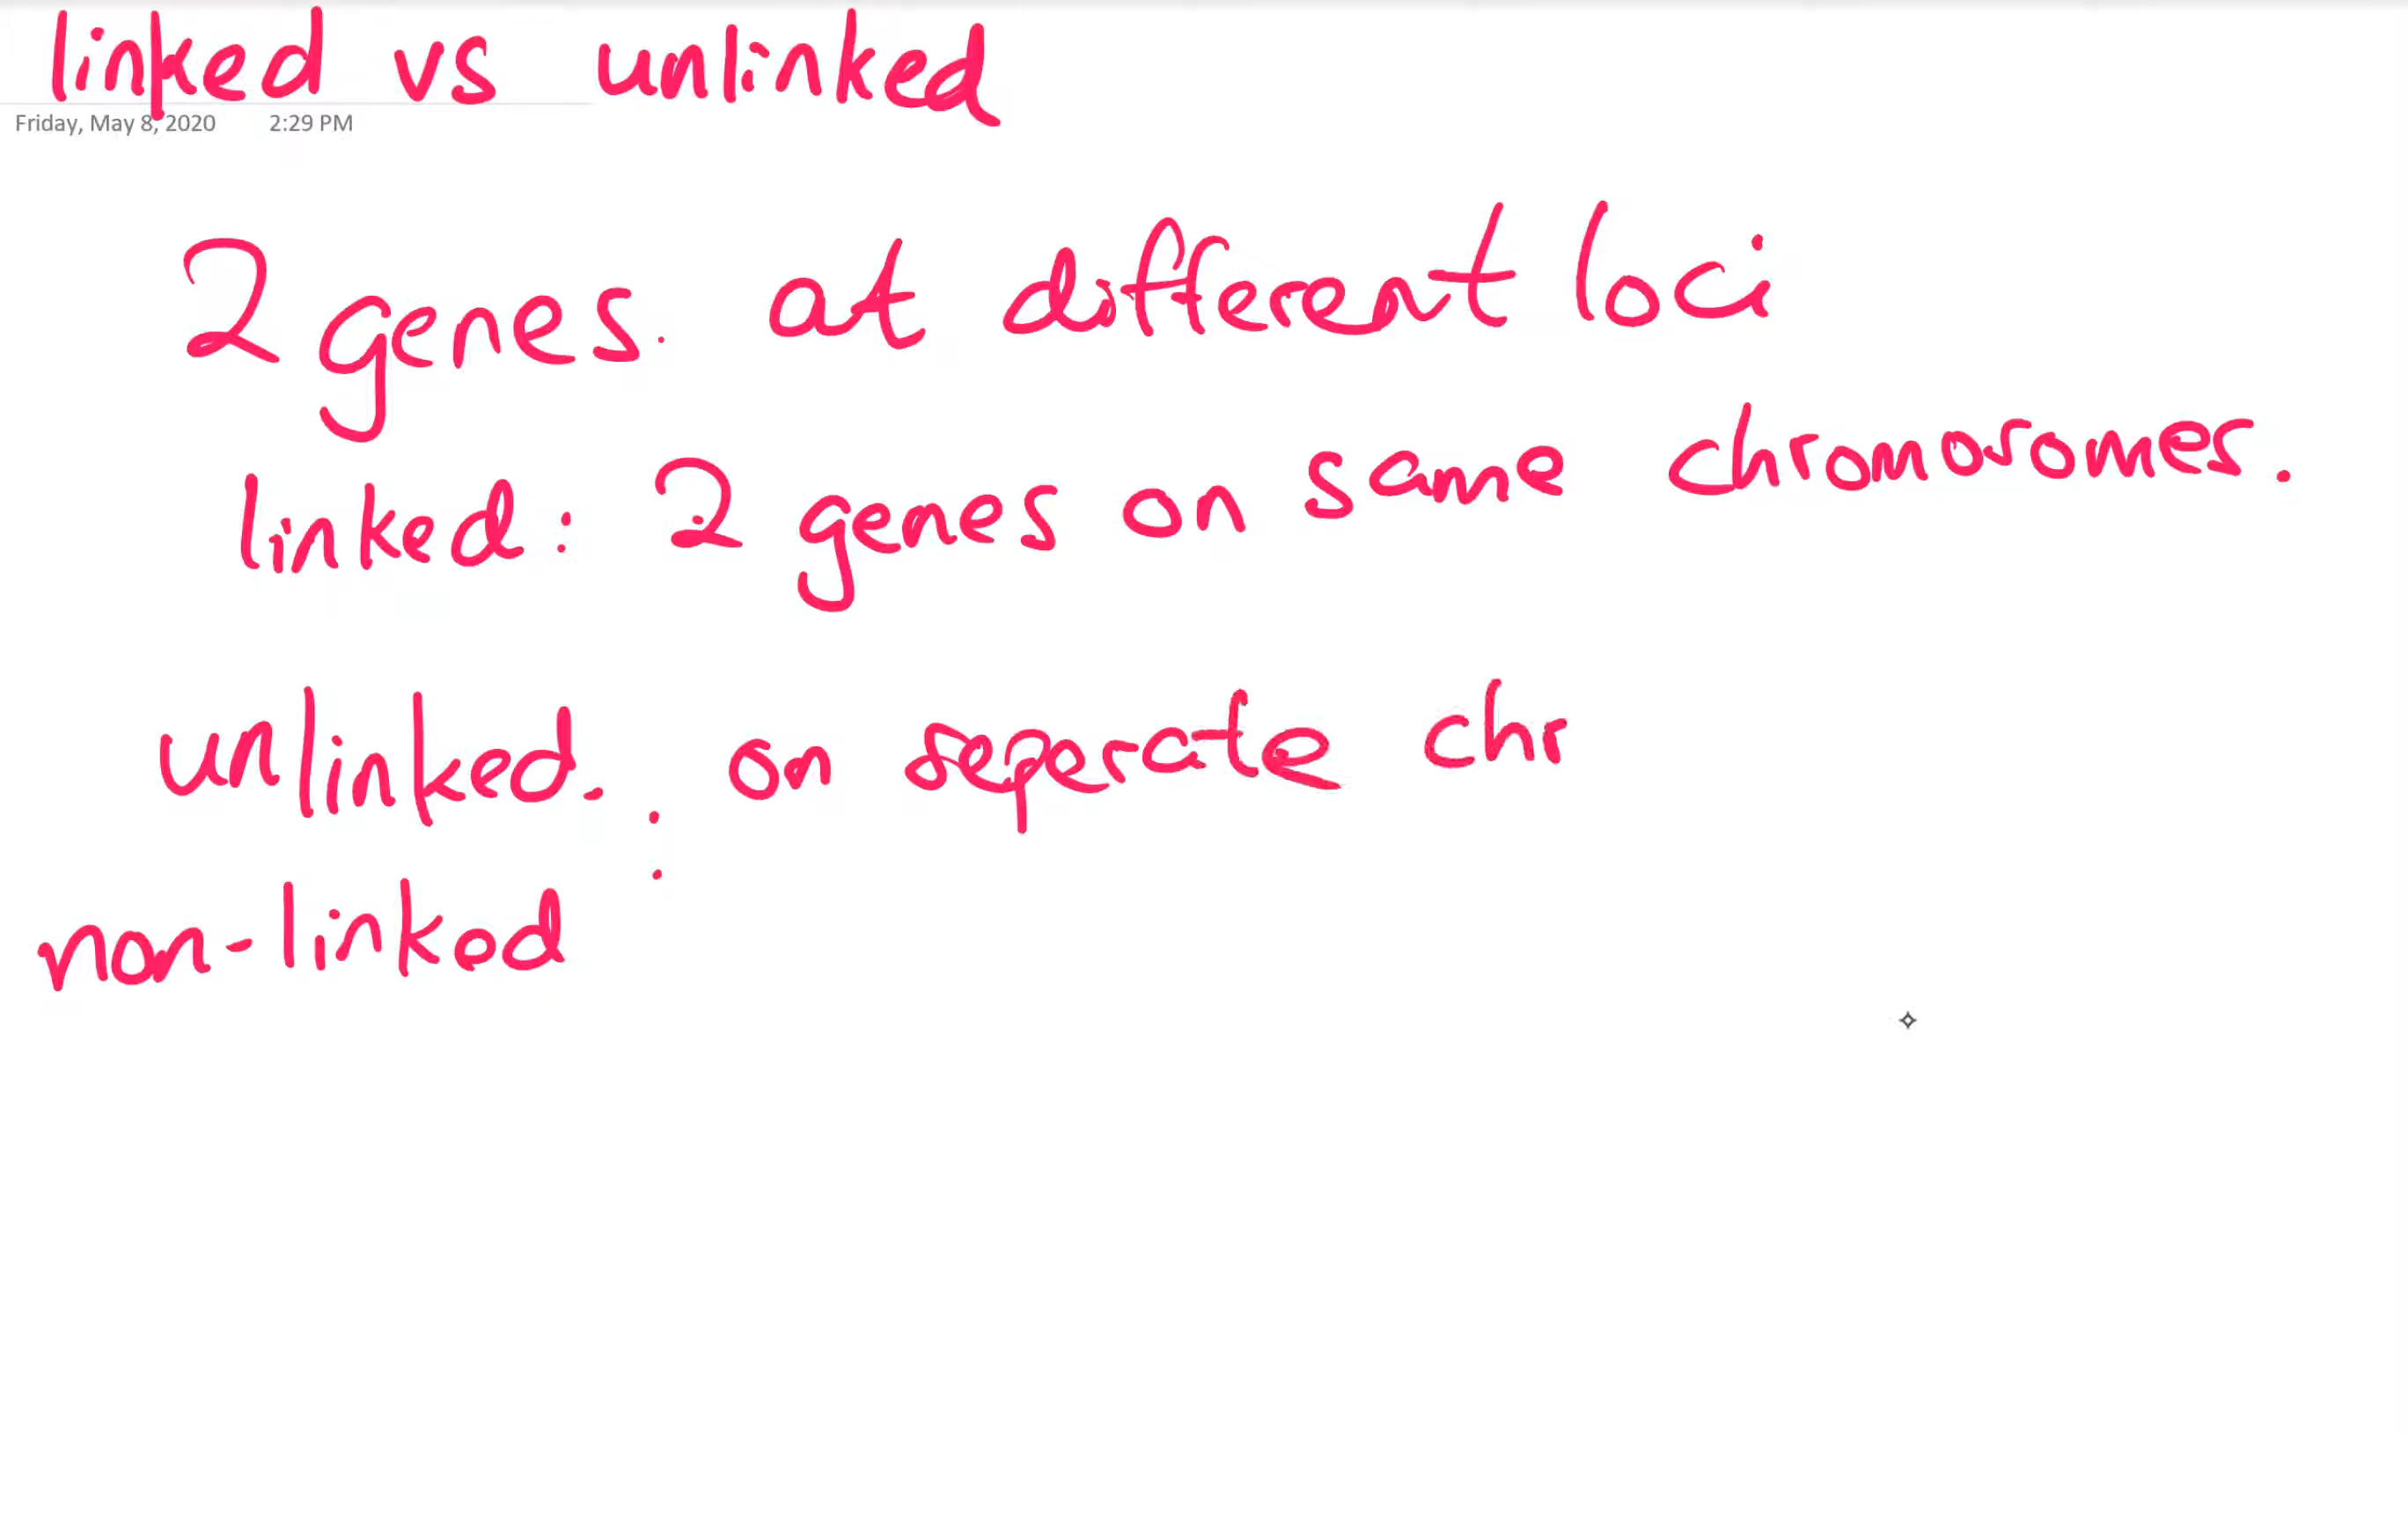 linked vs unlinked
Friday, May 8, 2020 2:29 PM
2 genes. at different loci
linked: 2 genes on same chromosomes.
unlinked. : on seperate chr
non-linked